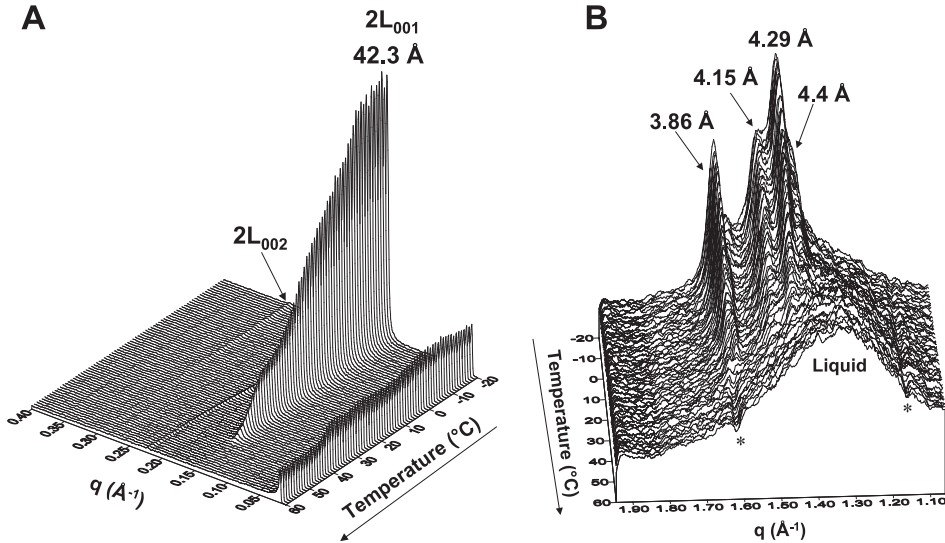 A
2L001
42.3 Å
2L002
0.40
0.35
0.30
0.25
0.20
0.15
0.10
0.05
q (Å-1)
60
50
40
30
20
10
0
-10
-20
Temperature (°C)
B
4.29 Å
4.15 Å
4.4 Å
3.86 Å
-20
-10
0
10
20
30
40
50
60
Temperature (°C)
Liquid
*
*
1.90
1.80
1.70
1.60
1.50
1.40
1.30
1.20
1.10
q (Å-1)